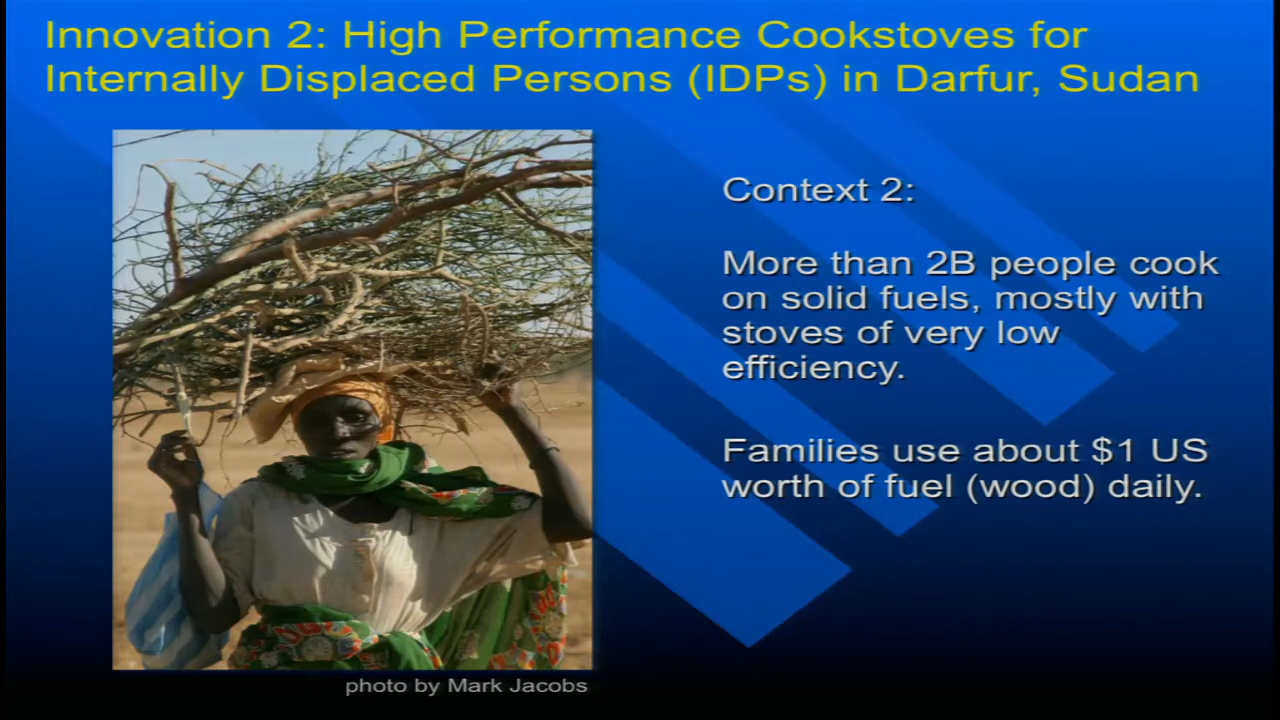 Innovation 2: High Performance Cookstoves for
Internally Displaced Persons (IDPs) in Darfur, Sudan
Context 2:
More than 2B people cook
on solid fuels, mostly with
stoves of very low
efficiency.
Families use about $1 US
worth of fuel (wood) daily.
photo by Mark Jacobs